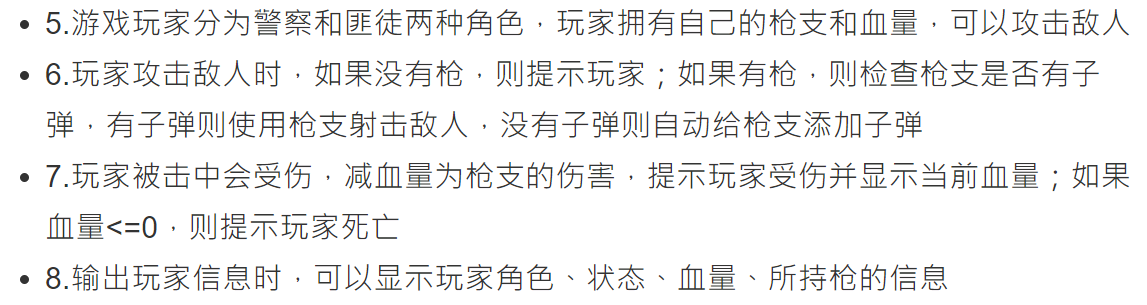 5.游戏玩家分为警察和匪徒两种角色，玩家拥有自己的枪支和血量，可以攻击敌人
6.玩家攻击敌人时，如果没有枪，则提示玩家；如果有枪，则检查枪支是否有子
弹，有子弹则使用枪支射击敌人，没有子弹则自动给枪支添加子弹
7.玩家被击中会受伤，减血量为枪支的伤害，提示玩家受伤并显示当前血量；如果
血量<=0，则提示玩家死亡
8.输出玩家信息时，可以显示玩家角色、状态、血量、所持枪的信息